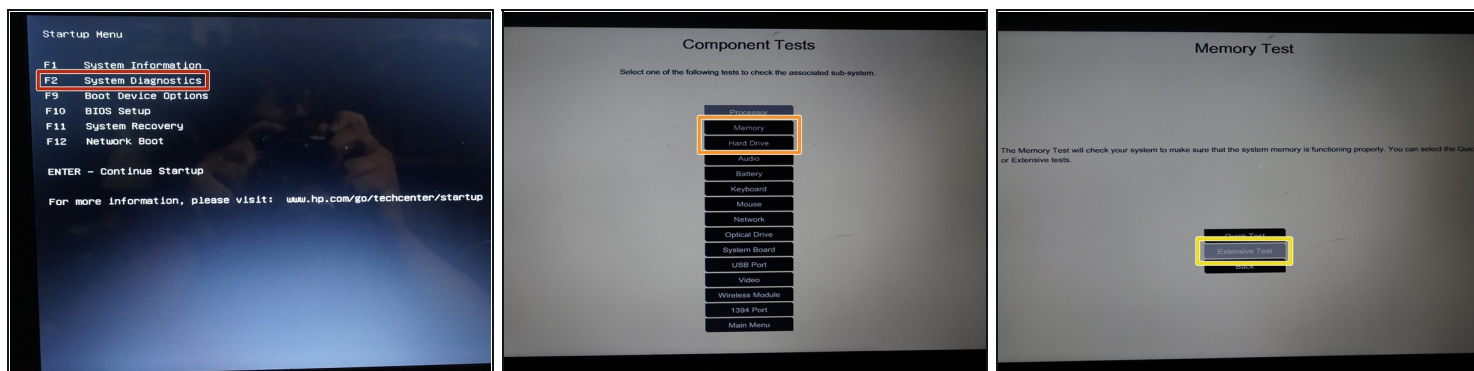 Startup Menu
F1 System Information
F2 System Diagnostics
F9 Boot Device Options
F10 BIOS Setup
F11 System Recovery
F12 Network Boot
ENTER - Continue Startup
For more information, please visit: www.hp.com/go/techcenter/startup
Component Tests
Select one of the following tests to check the associated sub-system.
Processor
Memory
Hard Drive
Audio
Battery
Keyboard
Mouse
Network
Optical Drive
System Board
USB Port
Video
Wireless Module
1394 Port
Main Menu
Memory Test
The Memory Test will check your system to make sure that the system memory is functioning properly. You can select the Quic
or Extensive tests.
Quick Test
Extensive Test
Back